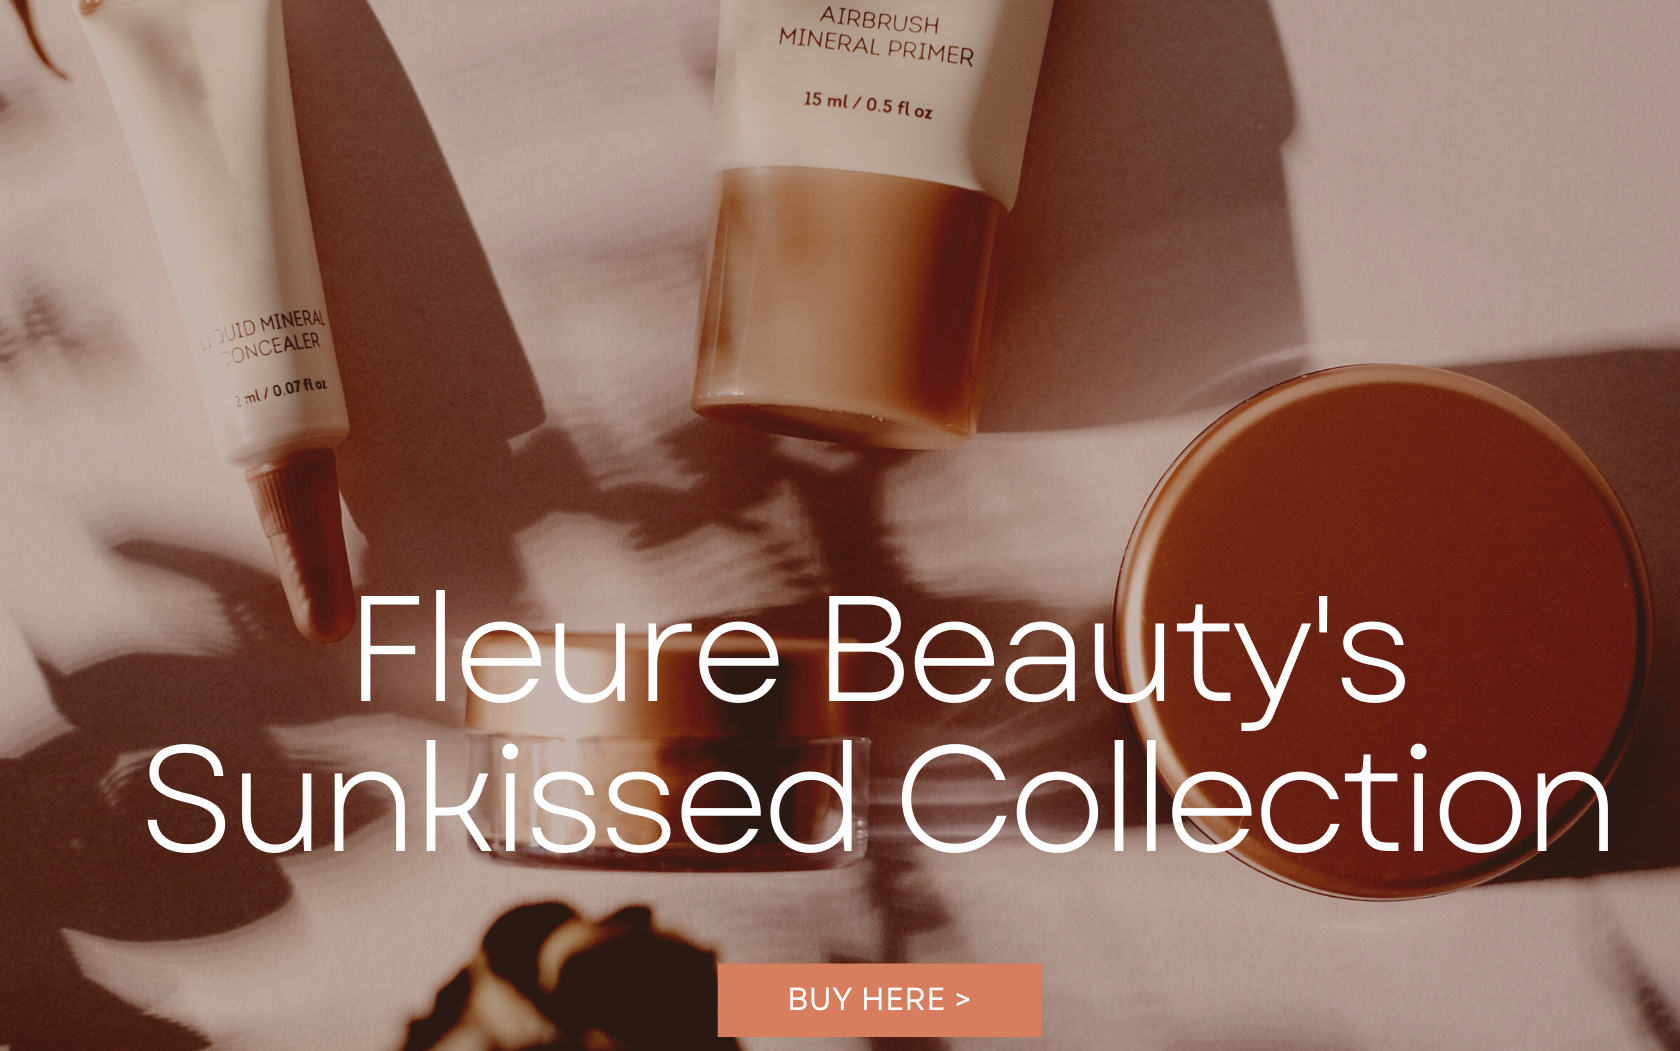 AIRBRUSH
MINERAL PRIMER
15 ml / 0.5 fl oz
LIQUID MINERAL
CONCEALER
2 ml / 0.07 fl oz
Fleure Beauty's
Sunkissed Collection
BUY HERE >